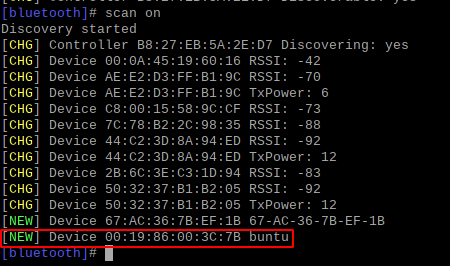 [bluetooth]# scan on
Discovery started
[CHG] Controller B8:27:EB:5A:2E:D7 Discovering: yes
[CHG] Device 00:0A:45:19:60:16 RSSI: -42
[CHG] Device AE:E2:D3:FF:B1:9C RSSI: -70
[CHG] Device AE:E2:D3:FF:B1:9C TxPower: 6
[CHG] Device C8:00:15:58:9C:CF RSSI: -73
[CHG] Device 7C:78:B2:2C:98:35 RSSI: -88
[CHG] Device 44:C2:3D:8A:94:ED RSSI: -92
[CHG] Device 44:C2:3D:8A:94:ED TxPower: 12
[CHG] Device 2B:6C:3E:C3:1D:94 RSSI: -83
[CHG] Device 50:32:37:B1:B2:05 RSSI: -92
[CHG] Device 50:32:37:B1:B2:05 TxPower: 12
[NEW] Device 67:AC:36:7B:EF:1B 67-AC-36-7B-EF-1B
[NEW] Device 00:19:86:00:3C:7B buntu
[bluetooth]#